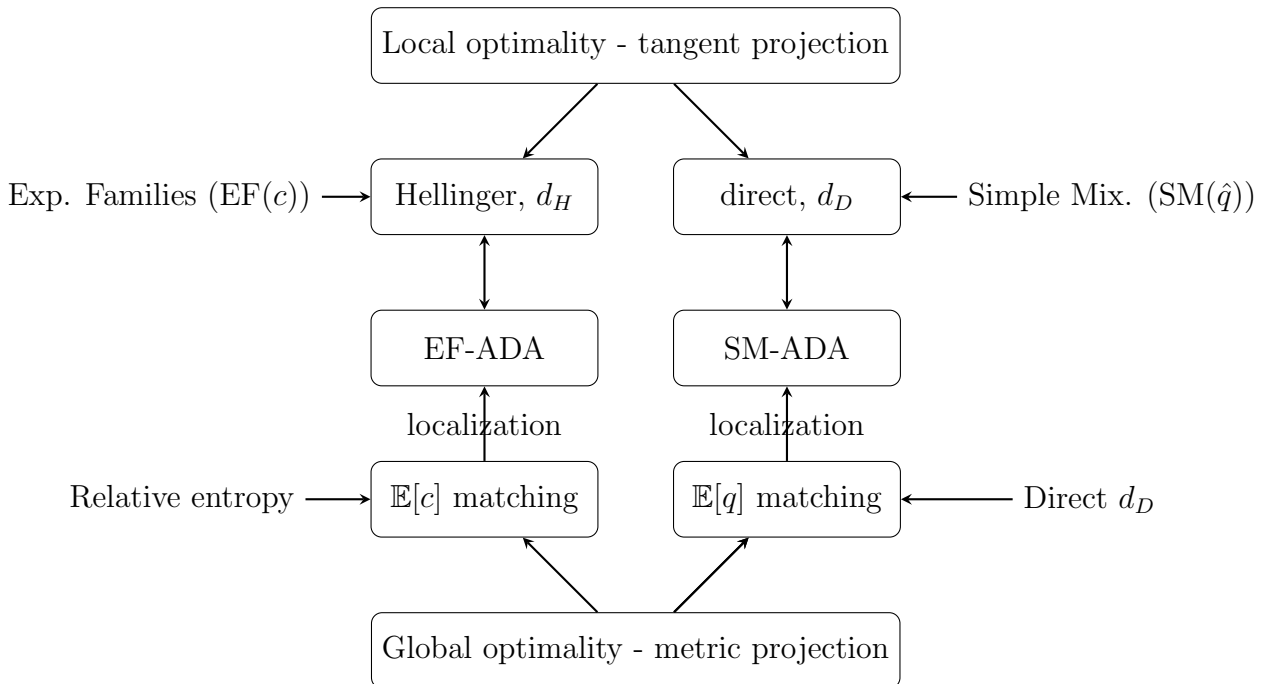 Local optimality - tangent projection
Exp. Families (EF(c))
Hellinger, d_H
direct, d_D
Simple Mix. (SM(q̂))
EF-ADA
SM-ADA
localization
localization
Relative entropy
𝔼[c] matching
𝔼[q] matching
Direct d_D
Global optimality - metric projection